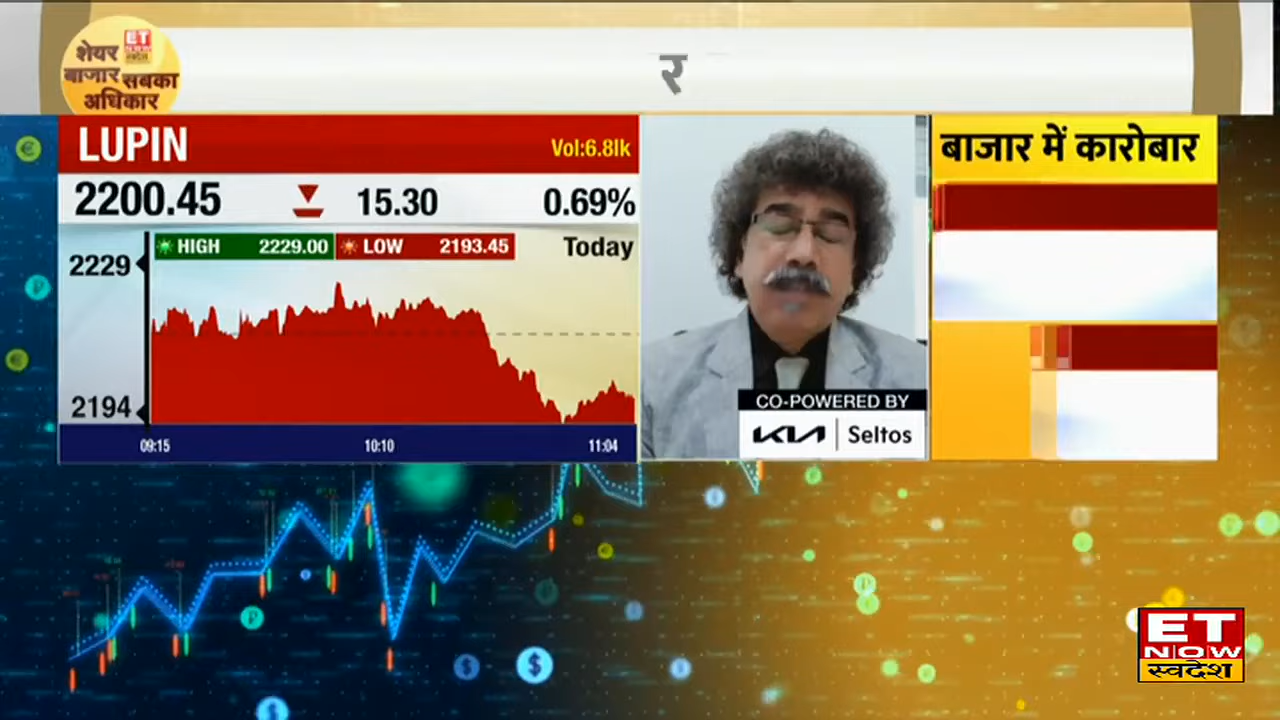 शेयर
बाजार सबका
अधिकार
ET
NOW
स्वदेश
र
LUPIN
Vol:6.8lk
2200.45
15.30
0.69%
HIGH 2229.00
LOW 2193.45
Today
2229
2194
09:15
10:10
11:04
CO-POWERED BY
KIA Seltos
बाजार में कारोबार
ET
NOW
स्वदेश